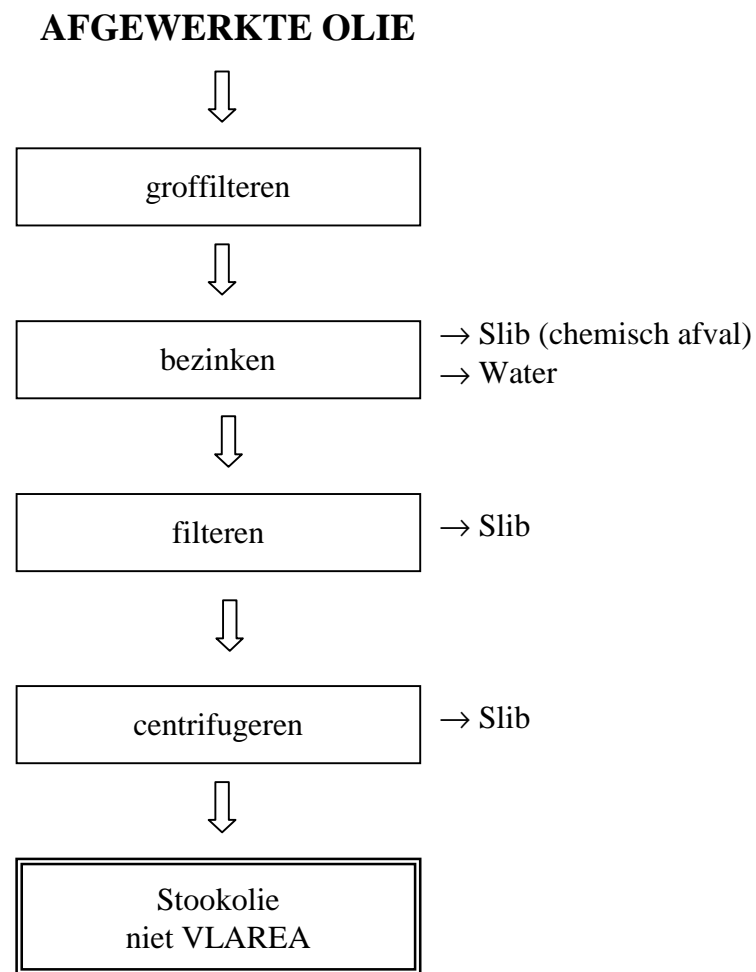 AFGEWERKTE OLIE
groffilteren
bezinken
→ Slib (chemisch afval)
→ Water
filteren
→ Slib
centrifugeren
→ Slib
Stookolie
niet VLAREA